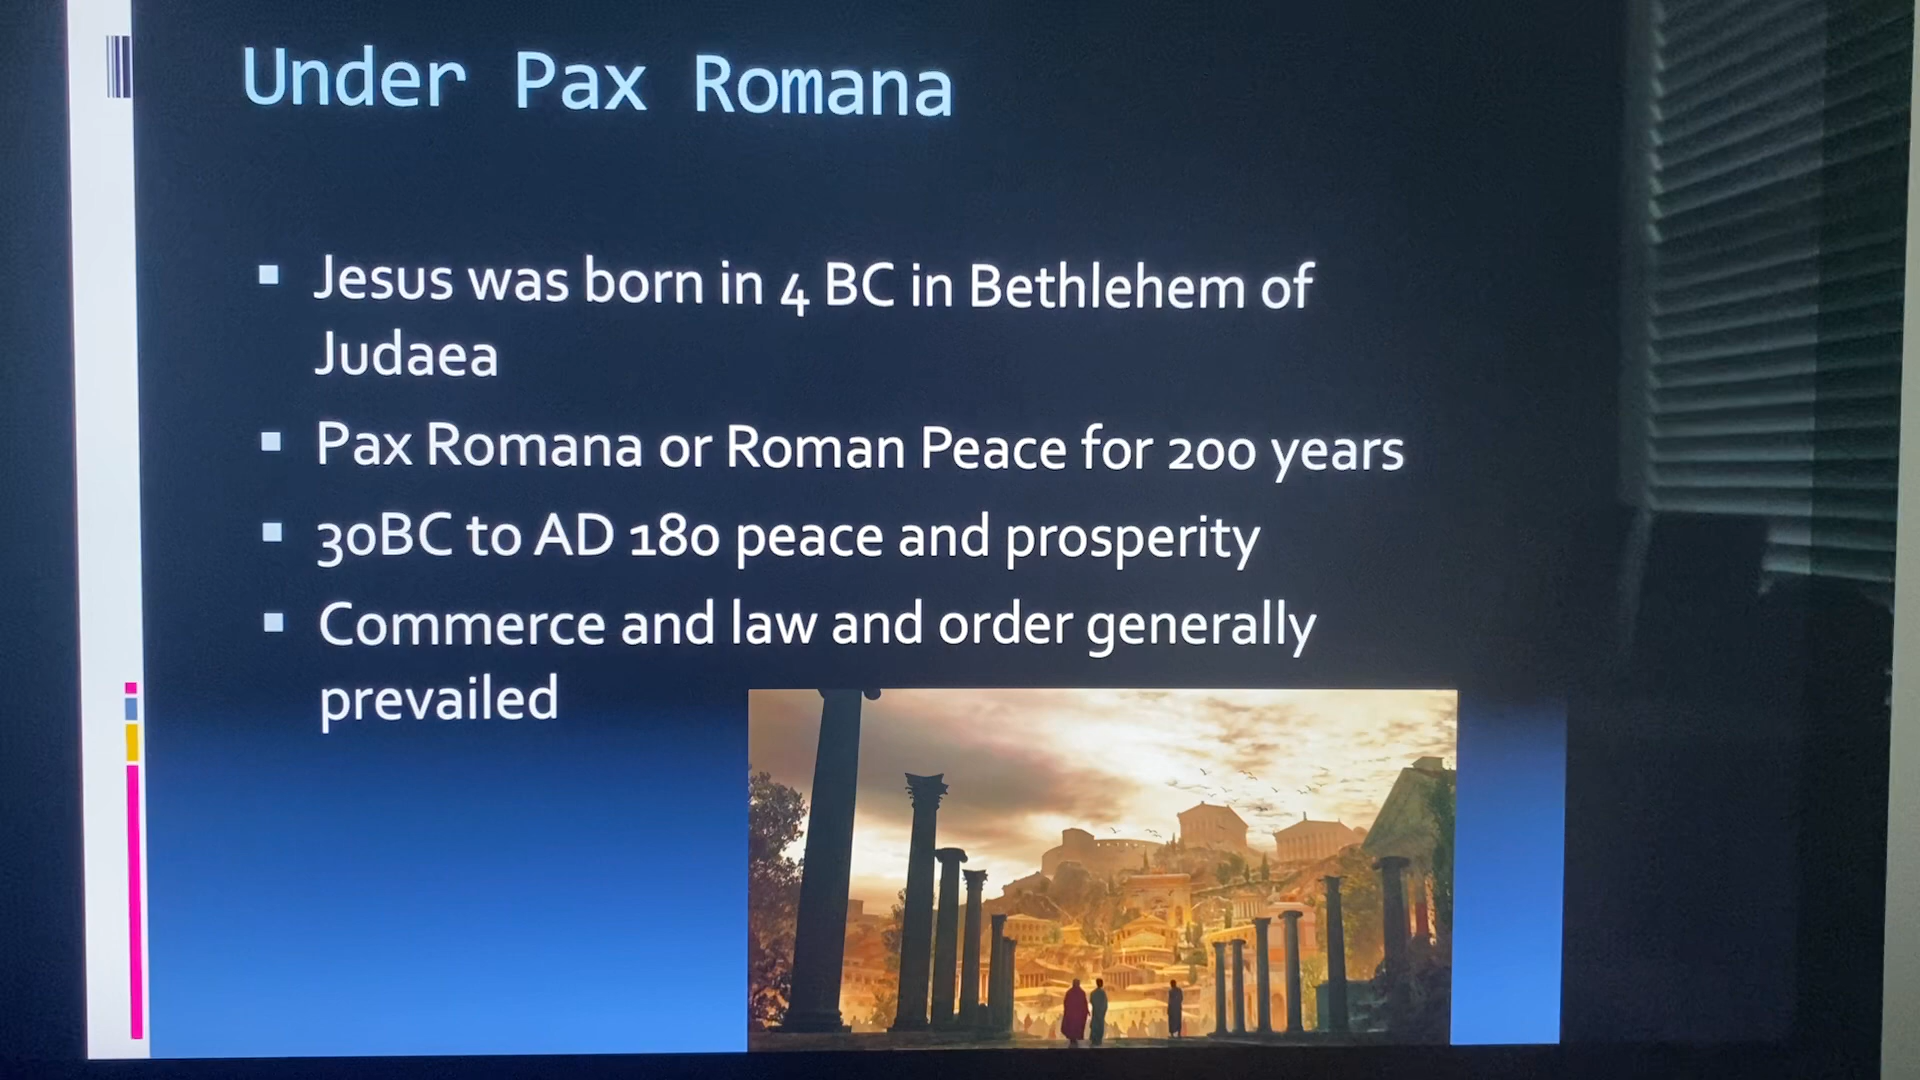 Under Pax Romana
Jesus was born in 4 BC in Bethlehem of
Judaea
Pax Romana or Roman Peace for 200 years
30BC to AD 180 peace and prosperity
Commerce and law and order generally
prevailed